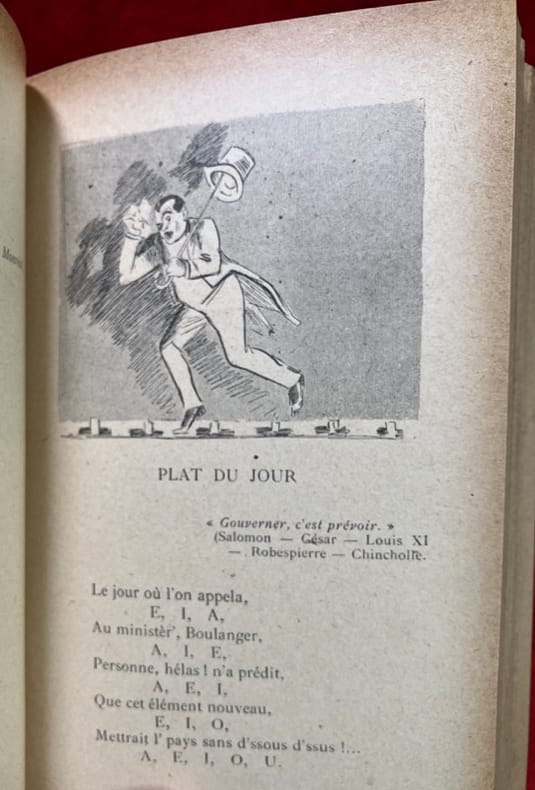 PLAT DU JOUR
« Gouverner, c'est prévoir. »
(Salomon — César — Louis XI
— Robespierre — Chincholle.
Le jour où l'on appela,
E, I, A,
Au ministèr', Boulanger,
A, I, E,
Personne, hélas ! n'a prédit,
A, E, I,
Que cet élément nouveau,
E, I, O,
Mettrait l' pays sans d'ssous d'ssus !...
A, E, I, O, U.